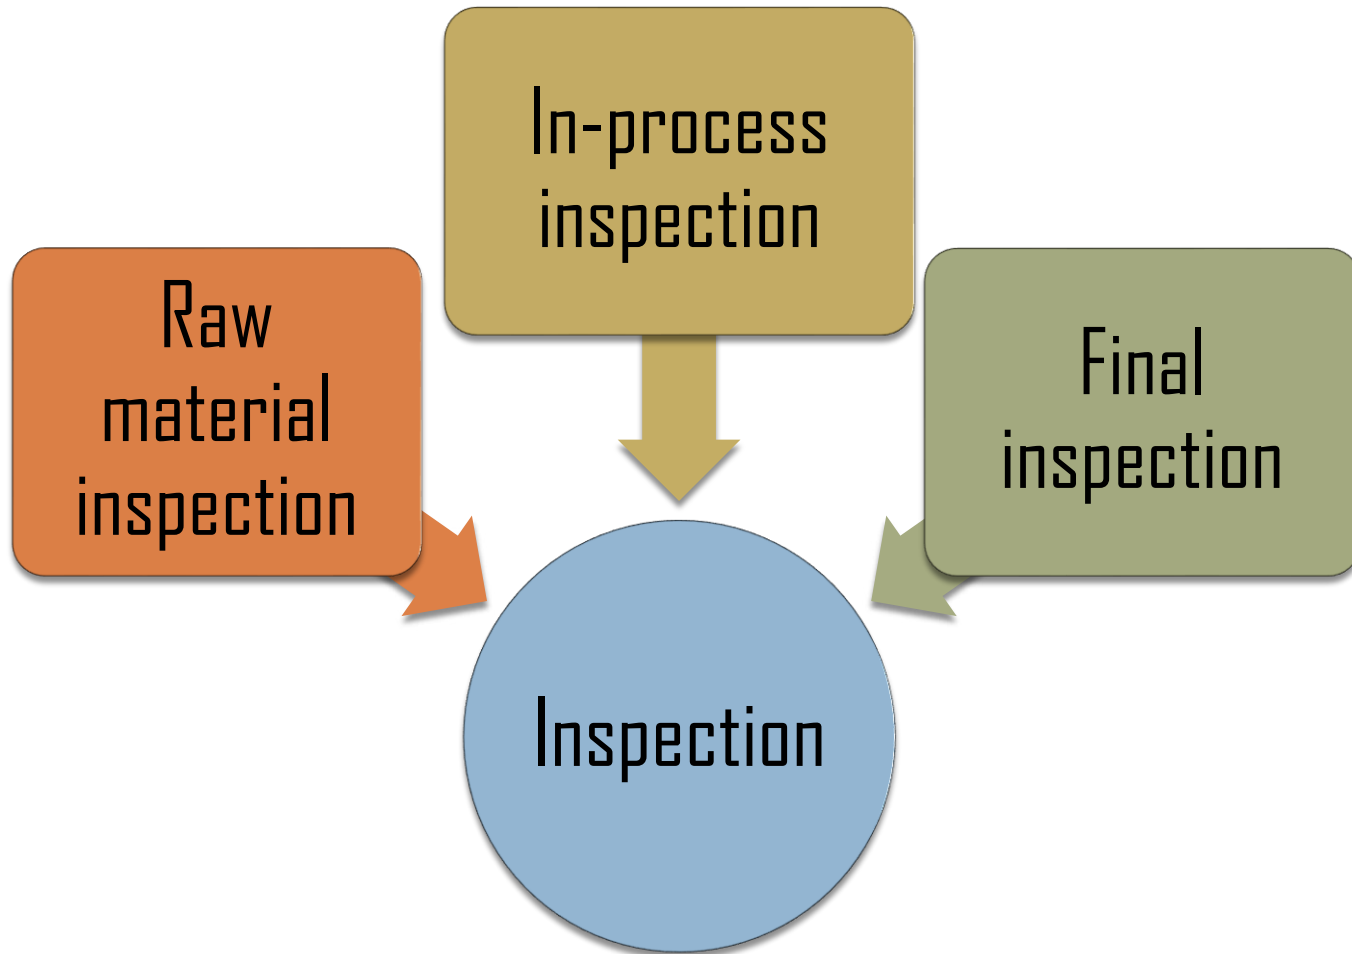 Raw
material
inspection
In-process
inspection
Final
inspection
Inspection